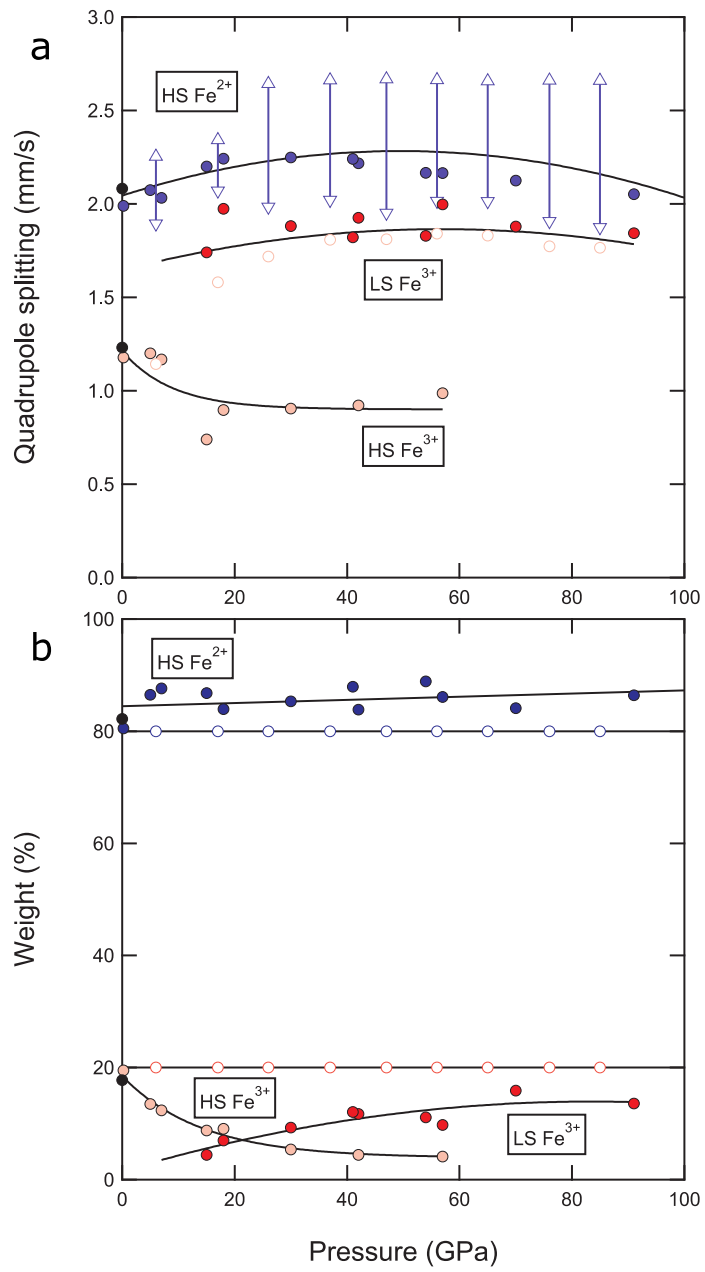 a
3.0
2.5
2.0
1.5
1.0
0.5
0.0
Quadrupole splitting (mm/s)
HS Fe²⁺
LS Fe³⁺
HS Fe³⁺
0 20 40 60 80 100
b
100
80
60
40
20
0
Weight (%)
HS Fe²⁺
HS Fe³⁺
LS Fe³⁺
0 20 40 60 80 100
Pressure (GPa)